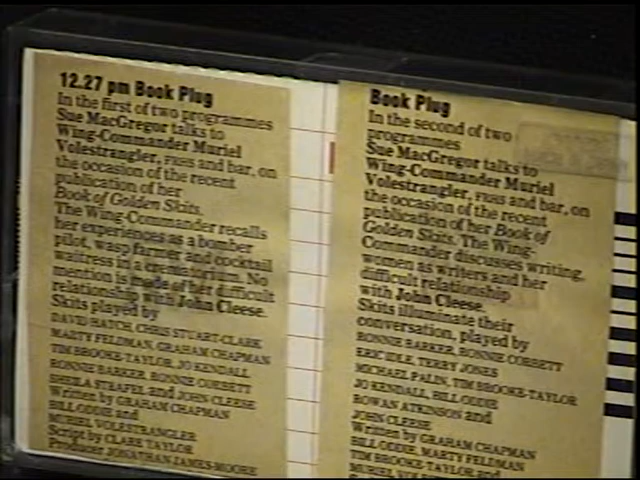 12.27 pm Book Plug
In the first of two programmes
Sue MacGregor talks to
Wing-Commander Muriel
Volestrangler, FRHS and bar, on
the occasion of the recent
publication of her
Book of Golden Skits.
The Wing-Commander recalls
her experiences as a bomber
pilot, wasp farmer and cocktail
waitress in a crematorium. No
mention is made of her difficult
relationship with John Cleese.
Skits played by
DAVID HATCH, CHRIS STUART-CLARK
MARTY FELDMAN, GRAHAM CHAPMAN
TIM BROOKE-TAYLOR, JO KENDALL
RONNIE BARKER, RONNIE CORBETT
SHEILA STRAFEL and JOHN CLEESE
Written by GRAHAM CHAPMAN
BILL ODDIE and
MURIEL VOLESTRANGLER
Script by CLARE TAYLOR
Producer JONATHAN JAMES-MOORE
Book Plug
In the second of two
programmes
Sue MacGregor talks to
Wing-Commander Muriel
Volestrangler, FRHS and bar, on
the occasion of the recent
publication of her Book of
Golden Skits. The Wing-
Commander discusses writing,
women as writers and her
difficult relationship
with John Cleese.
Skits illuminate their
conversation, played by
RONNIE BARKER, RONNIE CORBETT
ERIC IDLE, TERRY JONES
MICHAEL PALIN, TIM BROOKE-TAYLOR
JO KENDALL, BILL ODDIE
ROWAN ATKINSON and
JOHN CLEESE
Written by GRAHAM CHAPMAN
BILL ODDIE, MARTY FELDMAN
TIM BROOKE-TAYLOR and
MURIEL